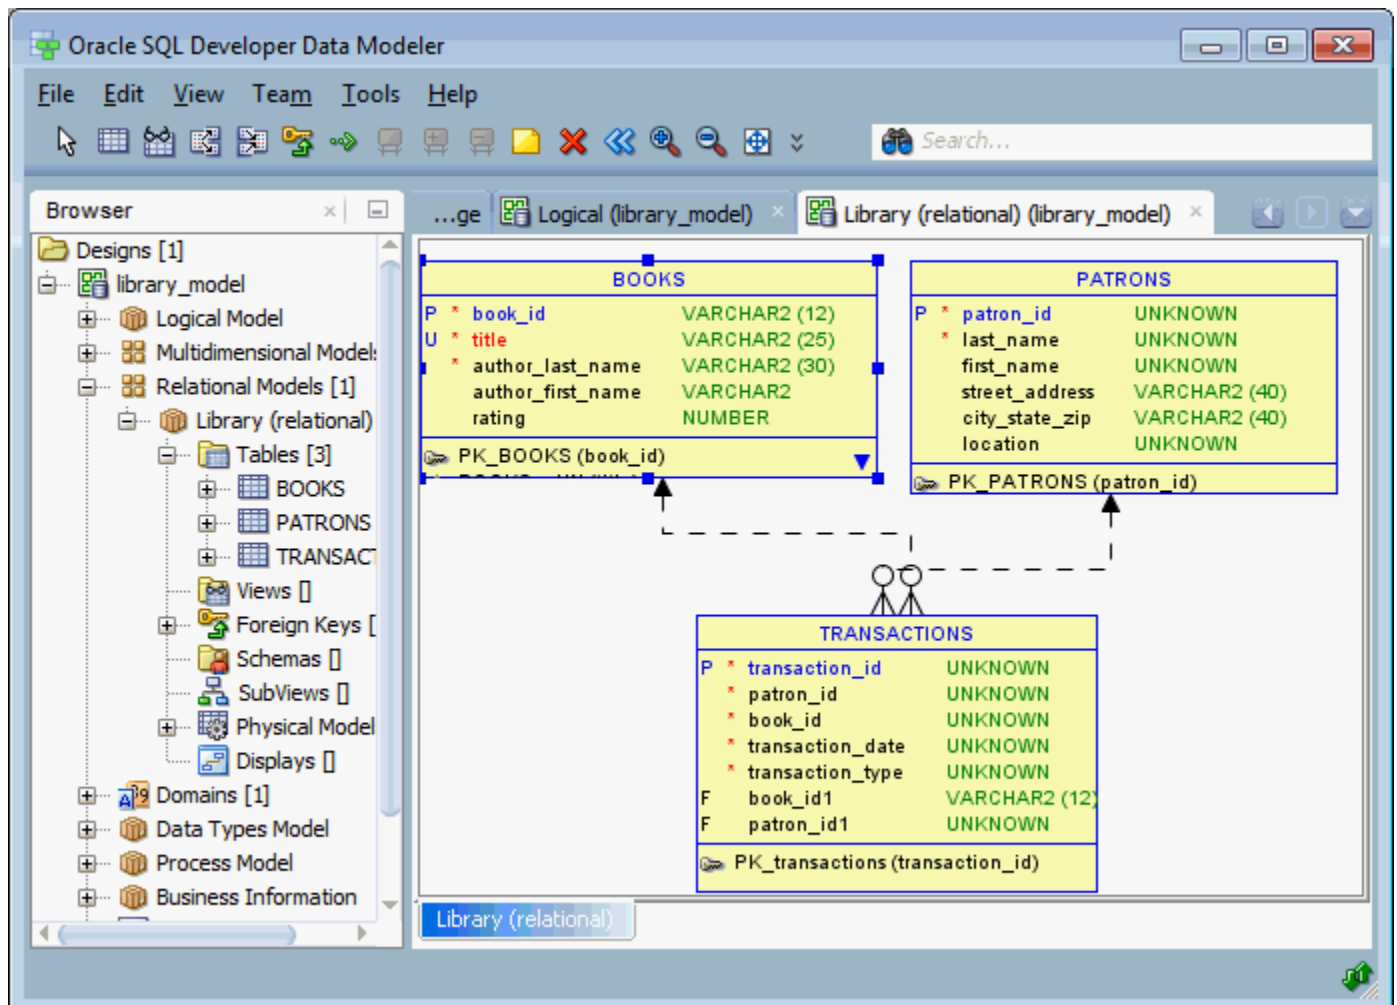 Oracle SQL Developer Data Modeler
File Edit View Team Tools Help
Search...
Browser
...ge Logical (library_model) Library (relational) (library_model)
Designs [1]
library_model
Logical Model
Multidimensional Models
Relational Models [1]
Library (relational)
Tables [3]
BOOKS
PATRONS
TRANSACT
Views []
Foreign Keys [
Schemas []
SubViews []
Physical Model
Displays []
Domains [1]
Data Types Model
Process Model
Business Information
BOOKS
P * book_id VARCHAR2 (12)
U * title VARCHAR2 (25)
* author_last_name VARCHAR2 (30)
author_first_name VARCHAR2
rating NUMBER
PK_BOOKS (book_id)
PATRONS
P * patron_id UNKNOWN
* last_name UNKNOWN
first_name UNKNOWN
street_address VARCHAR2 (40)
city_state_zip VARCHAR2 (40)
location UNKNOWN
PK_PATRONS (patron_id)
TRANSACTIONS
P * transaction_id UNKNOWN
* patron_id UNKNOWN
* book_id UNKNOWN
* transaction_date UNKNOWN
* transaction_type UNKNOWN
F book_id1 VARCHAR2 (12)
F patron_id1 UNKNOWN
PK_transactions (transaction_id)
Library (relational)